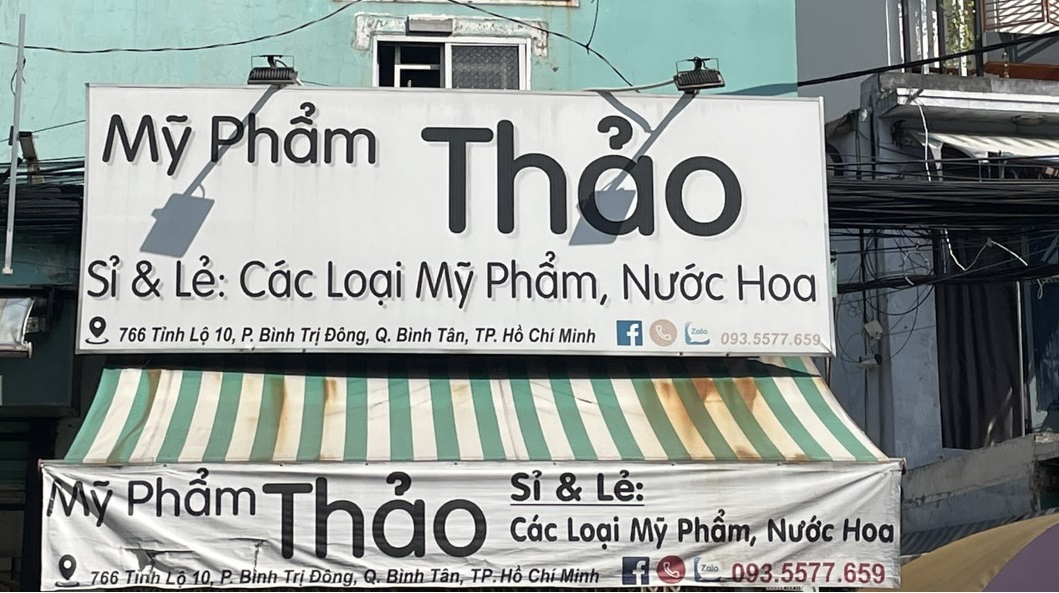 Mỹ Phẩm Thảo
Sỉ & Lẻ: Các Loại Mỹ Phẩm, Nước Hoa
766 Tỉnh Lộ 10, P. Bình Trị Đông, Q. Bình Tân, TP. Hồ Chí Minh f Zalo 093.5577.659
Mỹ Phẩm Thảo
Sỉ & Lẻ:
Các Loại Mỹ Phẩm, Nước Hoa
766 Tỉnh Lộ 10, P. Bình Trị Đông, Q. Bình Tân, TP. Hồ Chí Minh f Zalo 093.5577.659